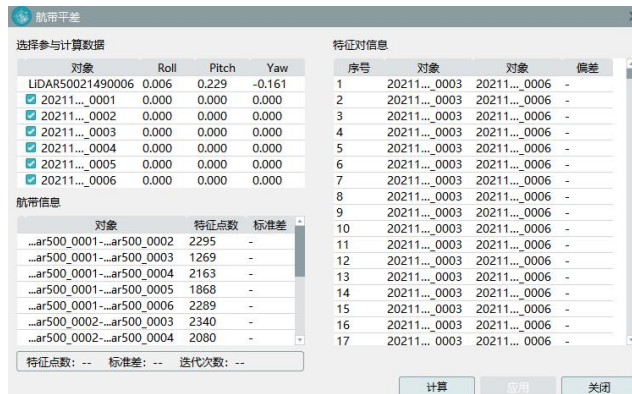 航带平差
选择参与计算数据
对象 Roll Pitch Yaw
LiDAR50021490006 0.006 0.229 -0.161
20211..._0001 0.000 0.000 0.000
20211..._0002 0.000 0.000 0.000
20211..._0003 0.000 0.000 0.000
20211..._0004 0.000 0.000 0.000
20211..._0005 0.000 0.000 0.000
20211..._0006 0.000 0.000 0.000
航带信息
对象 特征点数 标准差
...ar500_0001-...ar500_0002 2295 -
...ar500_0001-...ar500_0003 1269 -
...ar500_0001-...ar500_0004 2163 -
...ar500_0001-...ar500_0005 1868 -
...ar500_0001-...ar500_0006 2289 -
...ar500_0002-...ar500_0003 2340 -
...ar500_0002-...ar500_0004 2080 -
特征点数: -- 标准差: -- 迭代次数: --
特征对信息
序号 对象 对象 偏差
1 20211..._0003 20211..._0006 -
2 20211..._0003 20211..._0006 -
3 20211..._0003 20211..._0006 -
4 20211..._0003 20211..._0006 -
5 20211..._0003 20211..._0006 -
6 20211..._0003 20211..._0006 -
7 20211..._0003 20211..._0006 -
8 20211..._0003 20211..._0006 -
9 20211..._0003 20211..._0006 -
10 20211..._0003 20211..._0006 -
11 20211..._0003 20211..._0006 -
12 20211..._0003 20211..._0006 -
13 20211..._0003 20211..._0006 -
14 20211..._0003 20211..._0006 -
15 20211..._0003 20211..._0006 -
16 20211..._0003 20211..._0006 -
17 20211..._0003 20211..._0006 -
计算 应用 关闭